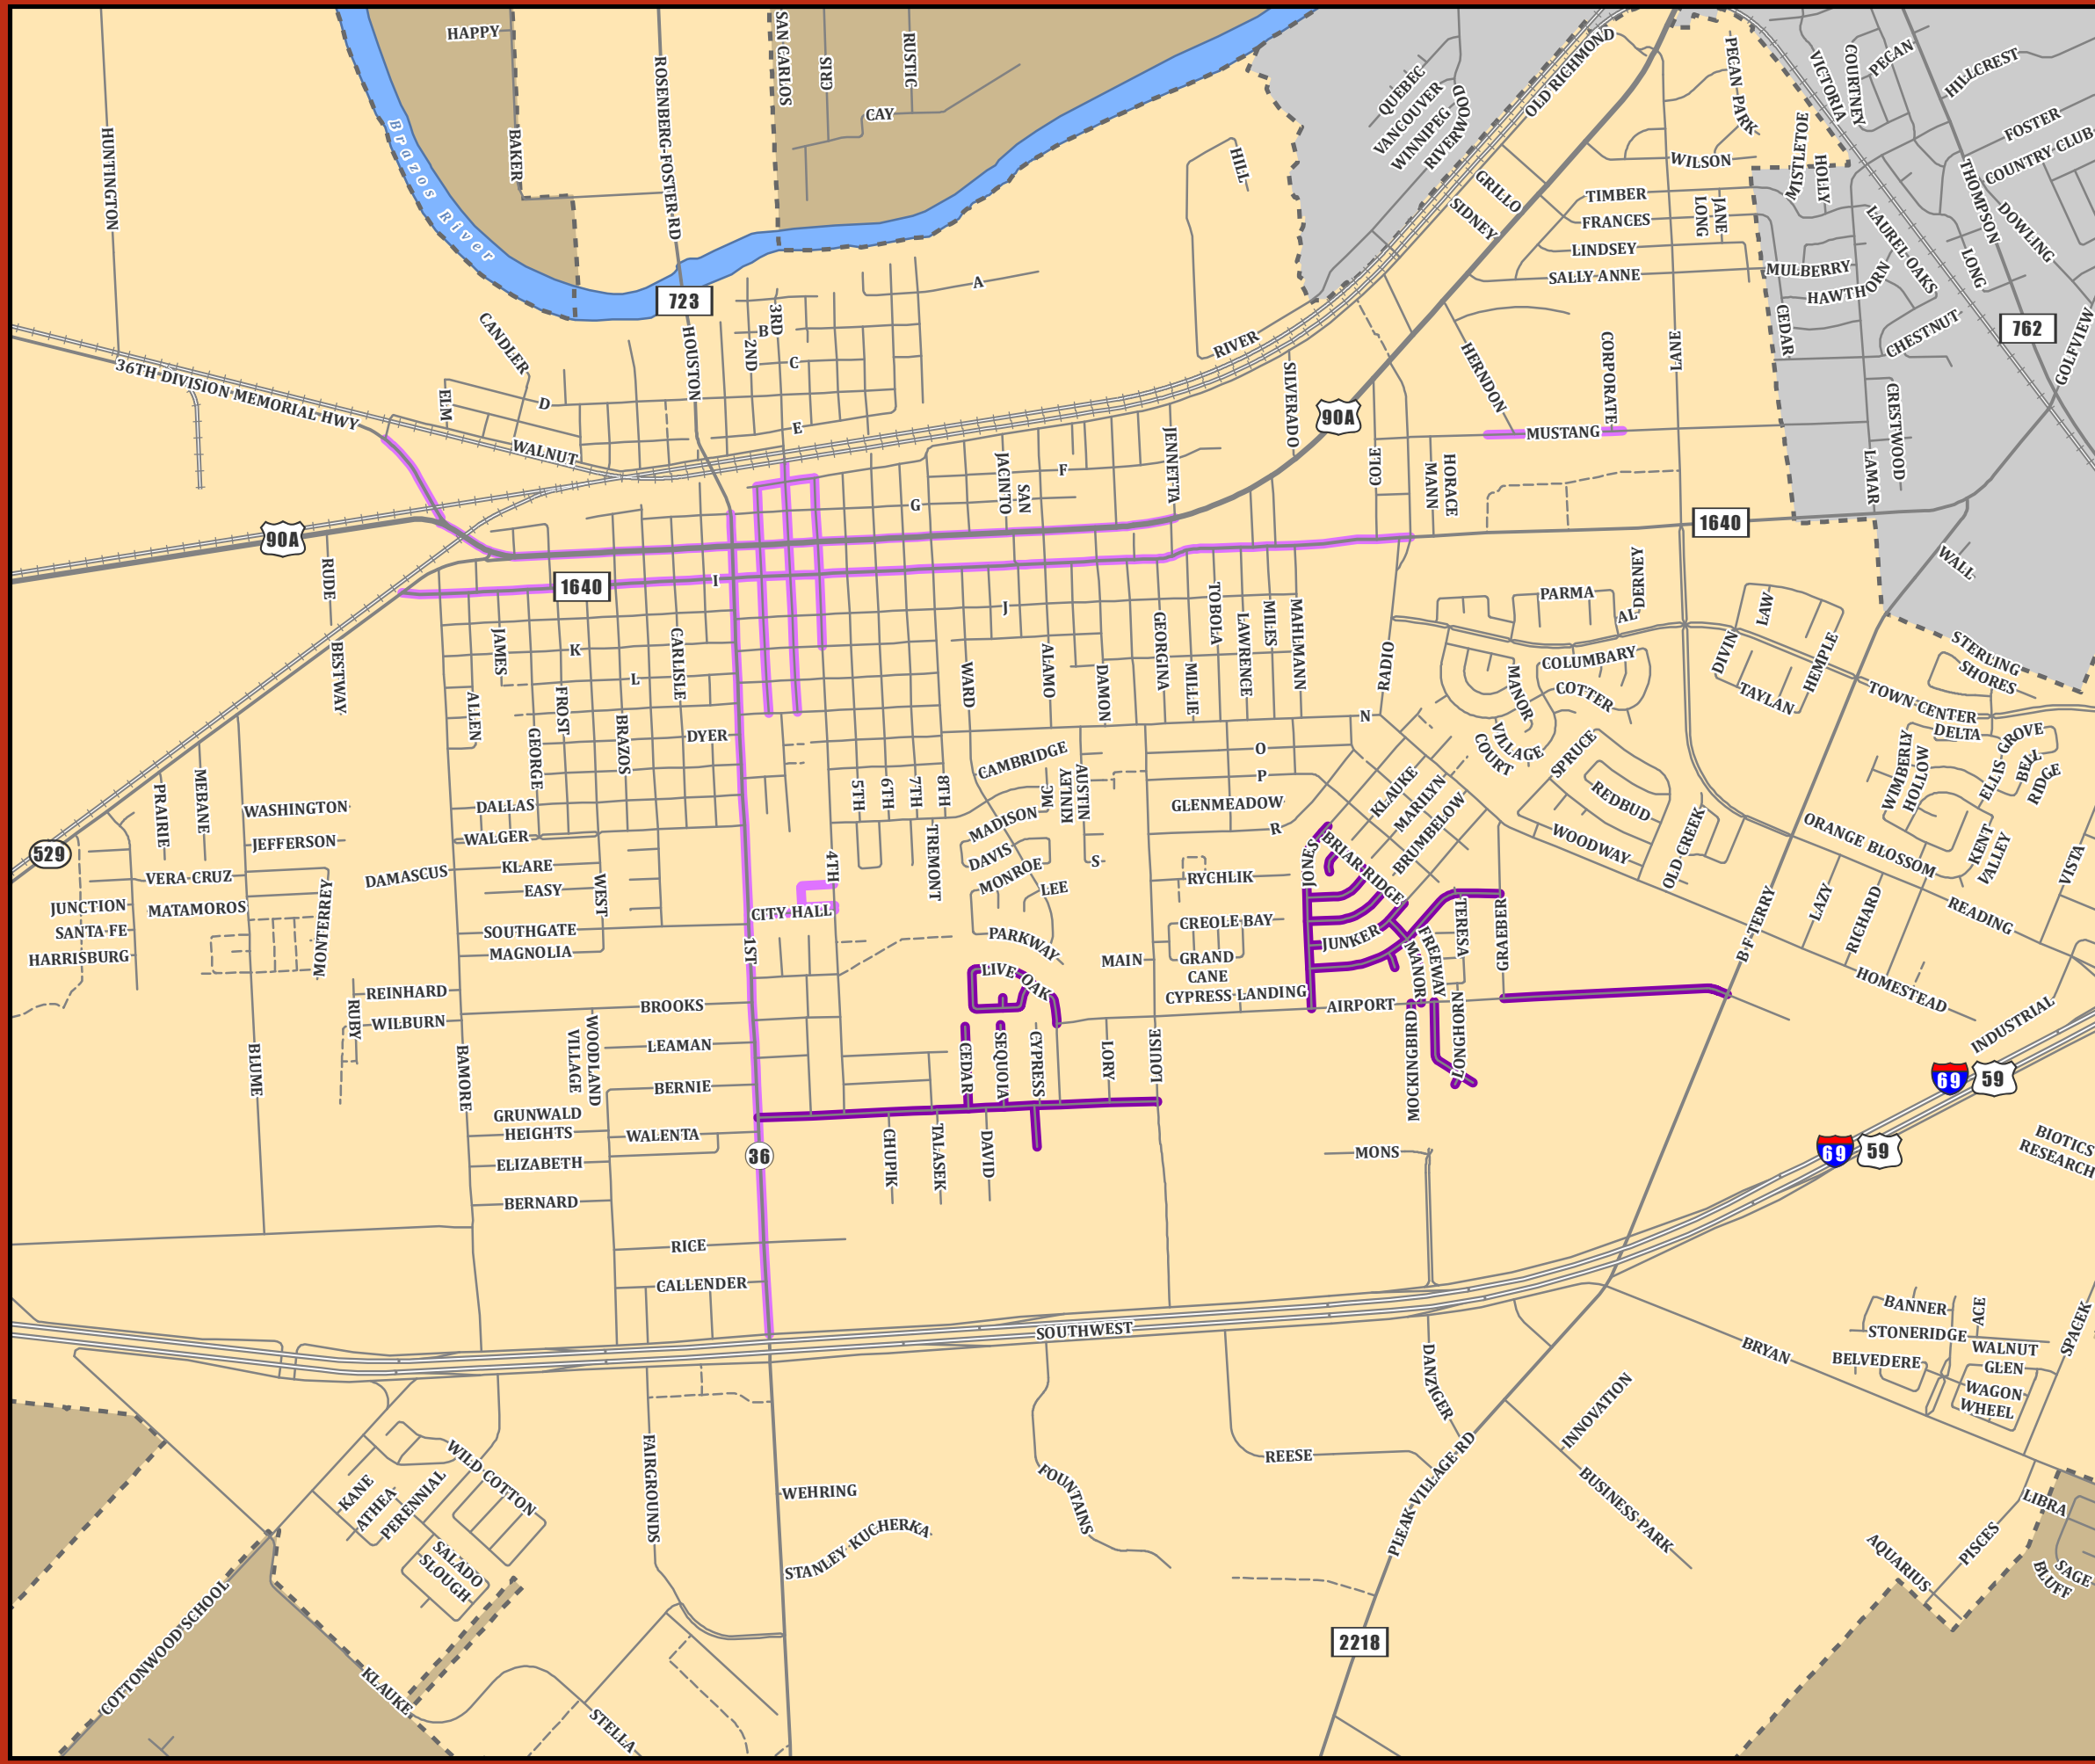 HAPPY
SAN CARLOS
CRIS
RUSTIC
CAY
BAKER
ROSENBERG-FOSTER RD
HUNTINGTON
Brazos River
HILL
QUEBEC
VANCOUVER
WINNIPEG
RIVERWOOD
OLD RICHMOND
PECAN PARK
VICTORIA
COURTNEY
PECAN
HILLCREST
FOSTER
COUNTRY CLUB
THOMPSON
DOWLING
WILSON
MISTLETOE
HOLLY
GRILLO
SIDNEY
TIMBER
FRANCES
LINDSEY
SALLY ANNE
JANE
LONG
LAUREL OAKS
LONG
MULBERRY
HAWTHORN
CHESTNUT
CEDAR
762
GOLFVIEW
723
A
3RD
B
2ND
C
HOUSTON
CANDLER
ELM
D
E
RIVER
36TH DIVISION MEMORIAL HWY
WALNUT
SILVERADO
HERNDON
CORPORATE
LANE
CRESTWOOD
LAMAR
90A
MUSTANG
JENNETTA
COLE
MANN
HORACE
F
JACINTO
SAN
G
1640
90A
RUDE
1640
I
J
WALL
DERNEY
PARMA
AL
LAW
DIVIN
HEMPLE
TAYLAN
STERLING
SHORES
TOWN CENTER
BESTWAY
JAMES
K
CARLISLE
L
ALLEN
FROST
GEORGE
BRAZOS
DYER
WARD
ALAMO
DAMON
GEORGINA
MILLIE
TOBOLA
LAWRENCE
MILES
MAHLMANN
RADIO
COLUMBARY
COTTER
MANOR
N
O
P
GLENMEADOW
R
VILLAGE
COURT
SPRUCE
REDBUD
WOODWAY
OLD CREEK
DELTA
GROVE
WIMBERLY
HOLLOW
ELLIS
BELL
RIDGE
KENT
VALLEY
VISTA
ORANGE BLOSSOM
READING
KLAUKE
MARILYN
BRUMBELOW
CAMBRIDGE
MC
KINLEY
AUSTIN
5TH
6TH
7TH
8TH
MADISON
DAVIS
MONROE
LEE
S
TREMONT
4TH
PRAIRIE
MEBANE
WASHINGTON
JEFFERSON
529
VERA CRUZ
MATAMOROS
JUNCTION
SANTA FE
HARRISBURG
MONTERREY
DALLAS
WALGER
DAMASCUS
KLARE
EASY
WEST
SOUTHGATE
MAGNOLIA
CITY HALL
1ST
PARKWAY
LIVE OAK
MAIN
RYCHLIK
CREOLE BAY
GRAND
CANE
CYPRESS LANDING
JONES
BRIAR RIDGE
JUNKER
MANOR
FREEWAY
TERESA
GRAEBER
AIRPORT
B F TERRY
LAZY
RICHARD
HOMESTEAD
INDUSTRIAL
REINHARD
RUBY
WILBURN
BROOKS
WOODLAND
VILLAGE
LEAMAN
BERNIE
BLUME
BAMORE
CEDAR
SEQUOIA
CYPRESS
LORY
LOUISE
MOCKINGBIRD
LONGHORN
69
59
69
59
BIOTICS
RESEARCH
GRUNWALD
HEIGHTS
WALENTA
ELIZABETH
BERNARD
36
CHUPIK
TALASEK
DAVID
MONS
RICE
CALLENDER
SOUTHWEST
DANZIGER
BANNER
ACE
STONERIDGE
WALNUT
GLEN
BELVEDERE
WAGON
WHEEL
SPACEK
BRYAN
INNOVATION
BUSINESS PARK
REESE
PLEAK VILLAGE RD
FOUNTAINS
WEHRING
STANLEY KUCHERKA
FAIRGROUNDS
WILD COTTON
KANE
ATHEA
PERENNIAL
SALADO
SLOUGH
COTTONWOOD SCHOOL
KLAUKE
STELLA
2218
LIBRA
PISCES
AQUARIUS
SAGE
BLUFF